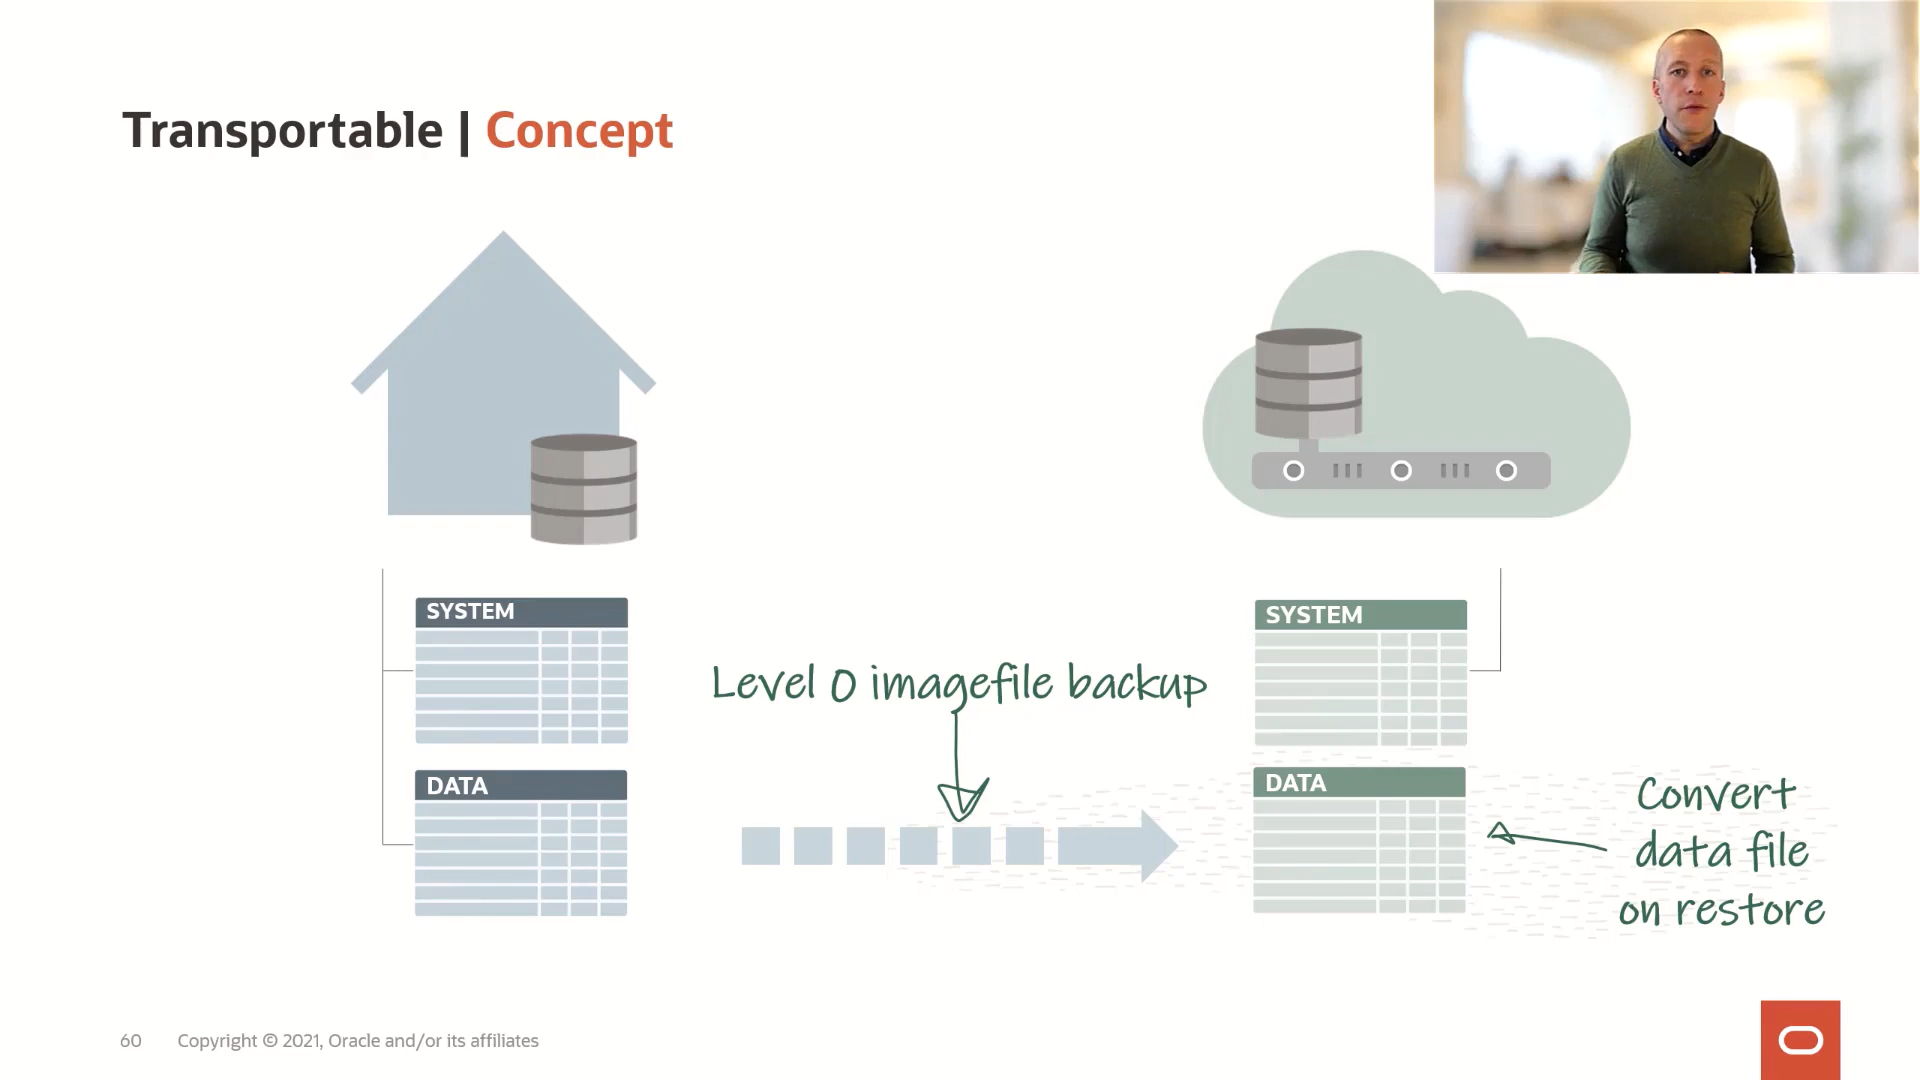 Transportable | Concept
SYSTEM
DATA
Level 0 imagefile backup
SYSTEM
DATA
Convert
data file
on restore
60 Copyright © 2021, Oracle and/or its affiliates